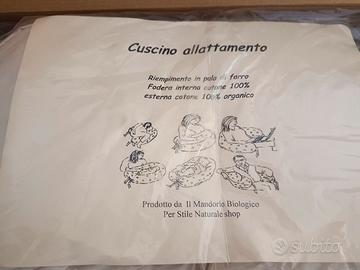 Cuscino allattamento
Riempimento in pula di farro
Fodera interna cotone 100%
esterna cotone 100% organico
Prodotto da Il Mandorlo Biologico
Per Stile Naturale shop
subito